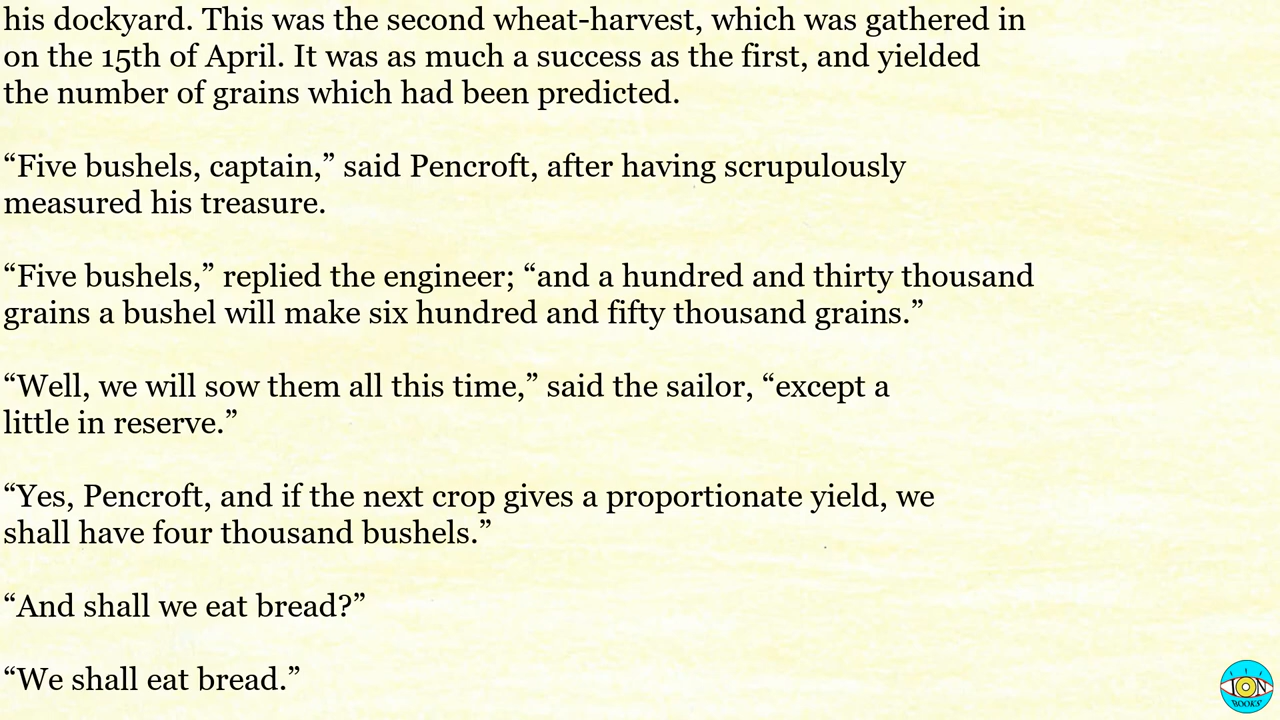 his dockyard. This was the second wheat-harvest, which was gathered in
on the 15th of April. It was as much a success as the first, and yielded
the number of grains which had been predicted.
“Five bushels, captain,” said Pencroft, after having scrupulously
measured his treasure.
“Five bushels,” replied the engineer; “and a hundred and thirty thousand
grains a bushel will make six hundred and fifty thousand grains.”
“Well, we will sow them all this time,” said the sailor, “except a
little in reserve.”
“Yes, Pencroft, and if the next crop gives a proportionate yield, we
shall have four thousand bushels.”
“And shall we eat bread?”
“We shall eat bread.”
ION
BOOKS